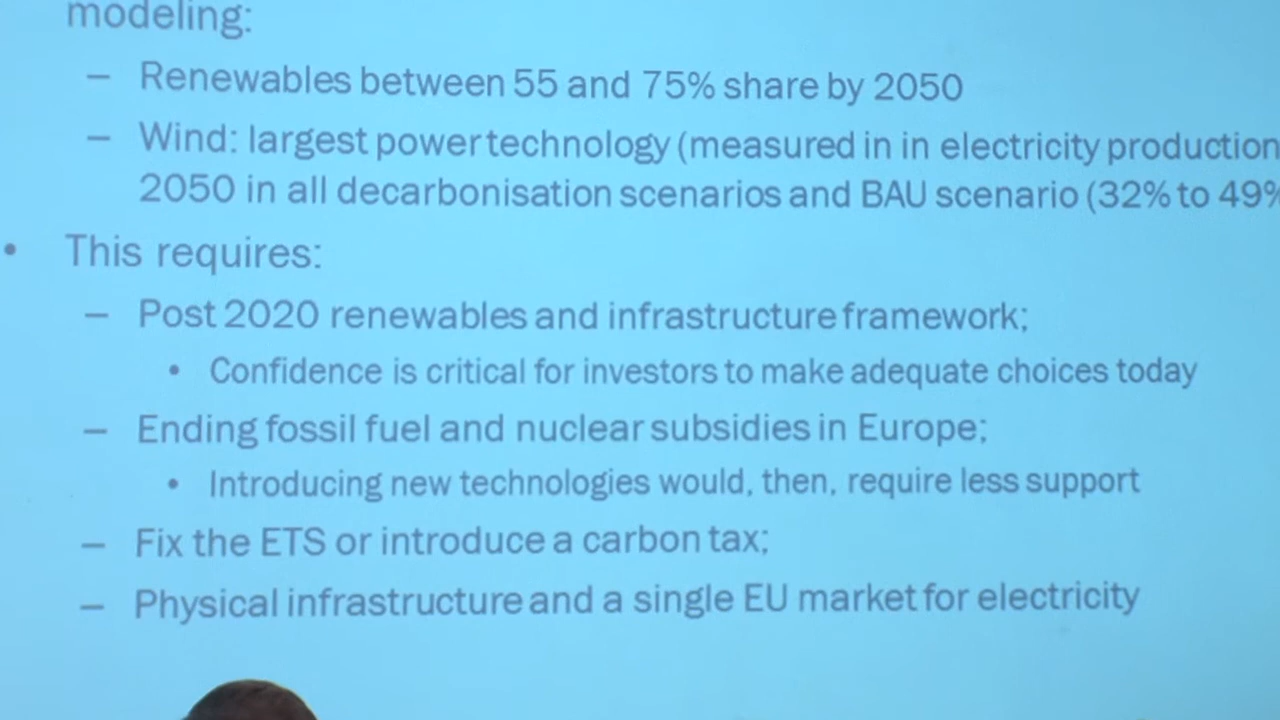 modeling:
– Renewables between 55 and 75% share by 2050
– Wind: largest power technology (measured in in electricity production
2050 in all decarbonisation scenarios and BAU scenario (32% to 49%
• This requires:
– Post 2020 renewables and infrastructure framework;
• Confidence is critical for investors to make adequate choices today
– Ending fossil fuel and nuclear subsidies in Europe;
• Introducing new technologies would, then, require less support
– Fix the ETS or introduce a carbon tax;
– Physical infrastructure and a single EU market for electricity